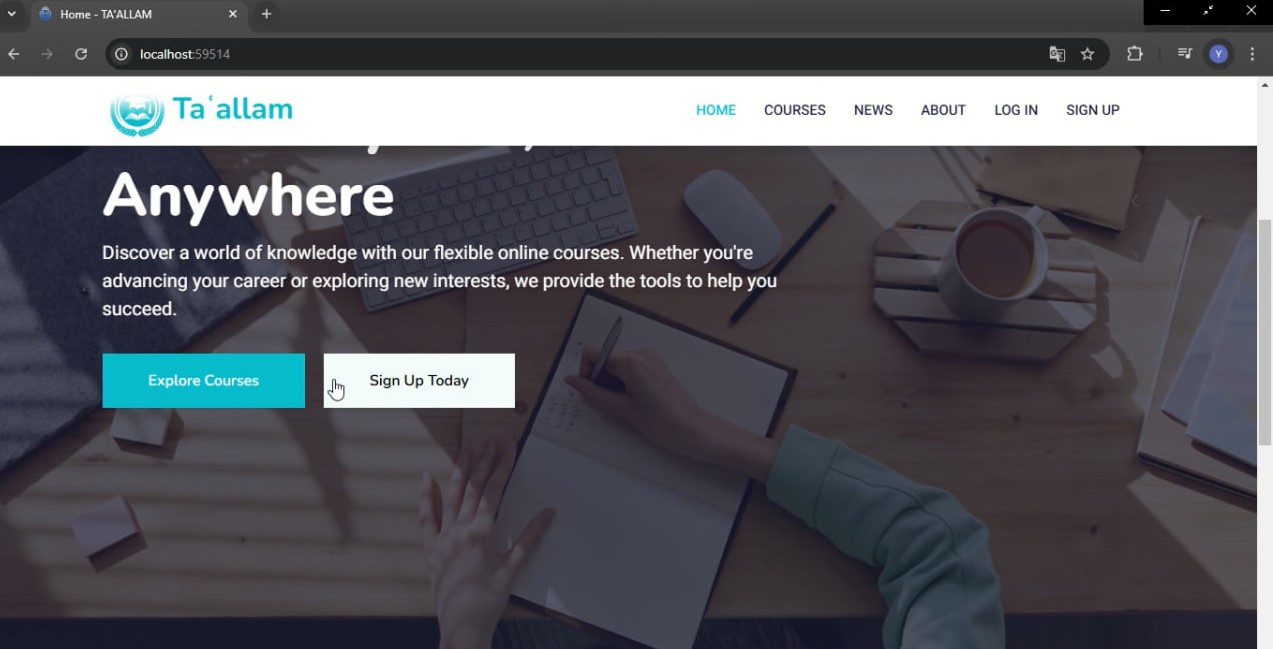 Home - TA'ALLAM
localhost:59514
Y
Taʿallam
HOME COURSES NEWS ABOUT LOG IN SIGN UP
Anywhere
Discover a world of knowledge with our flexible online courses. Whether you're
advancing your career or exploring new interests, we provide the tools to help you
succeed.
Explore Courses
Sign Up Today